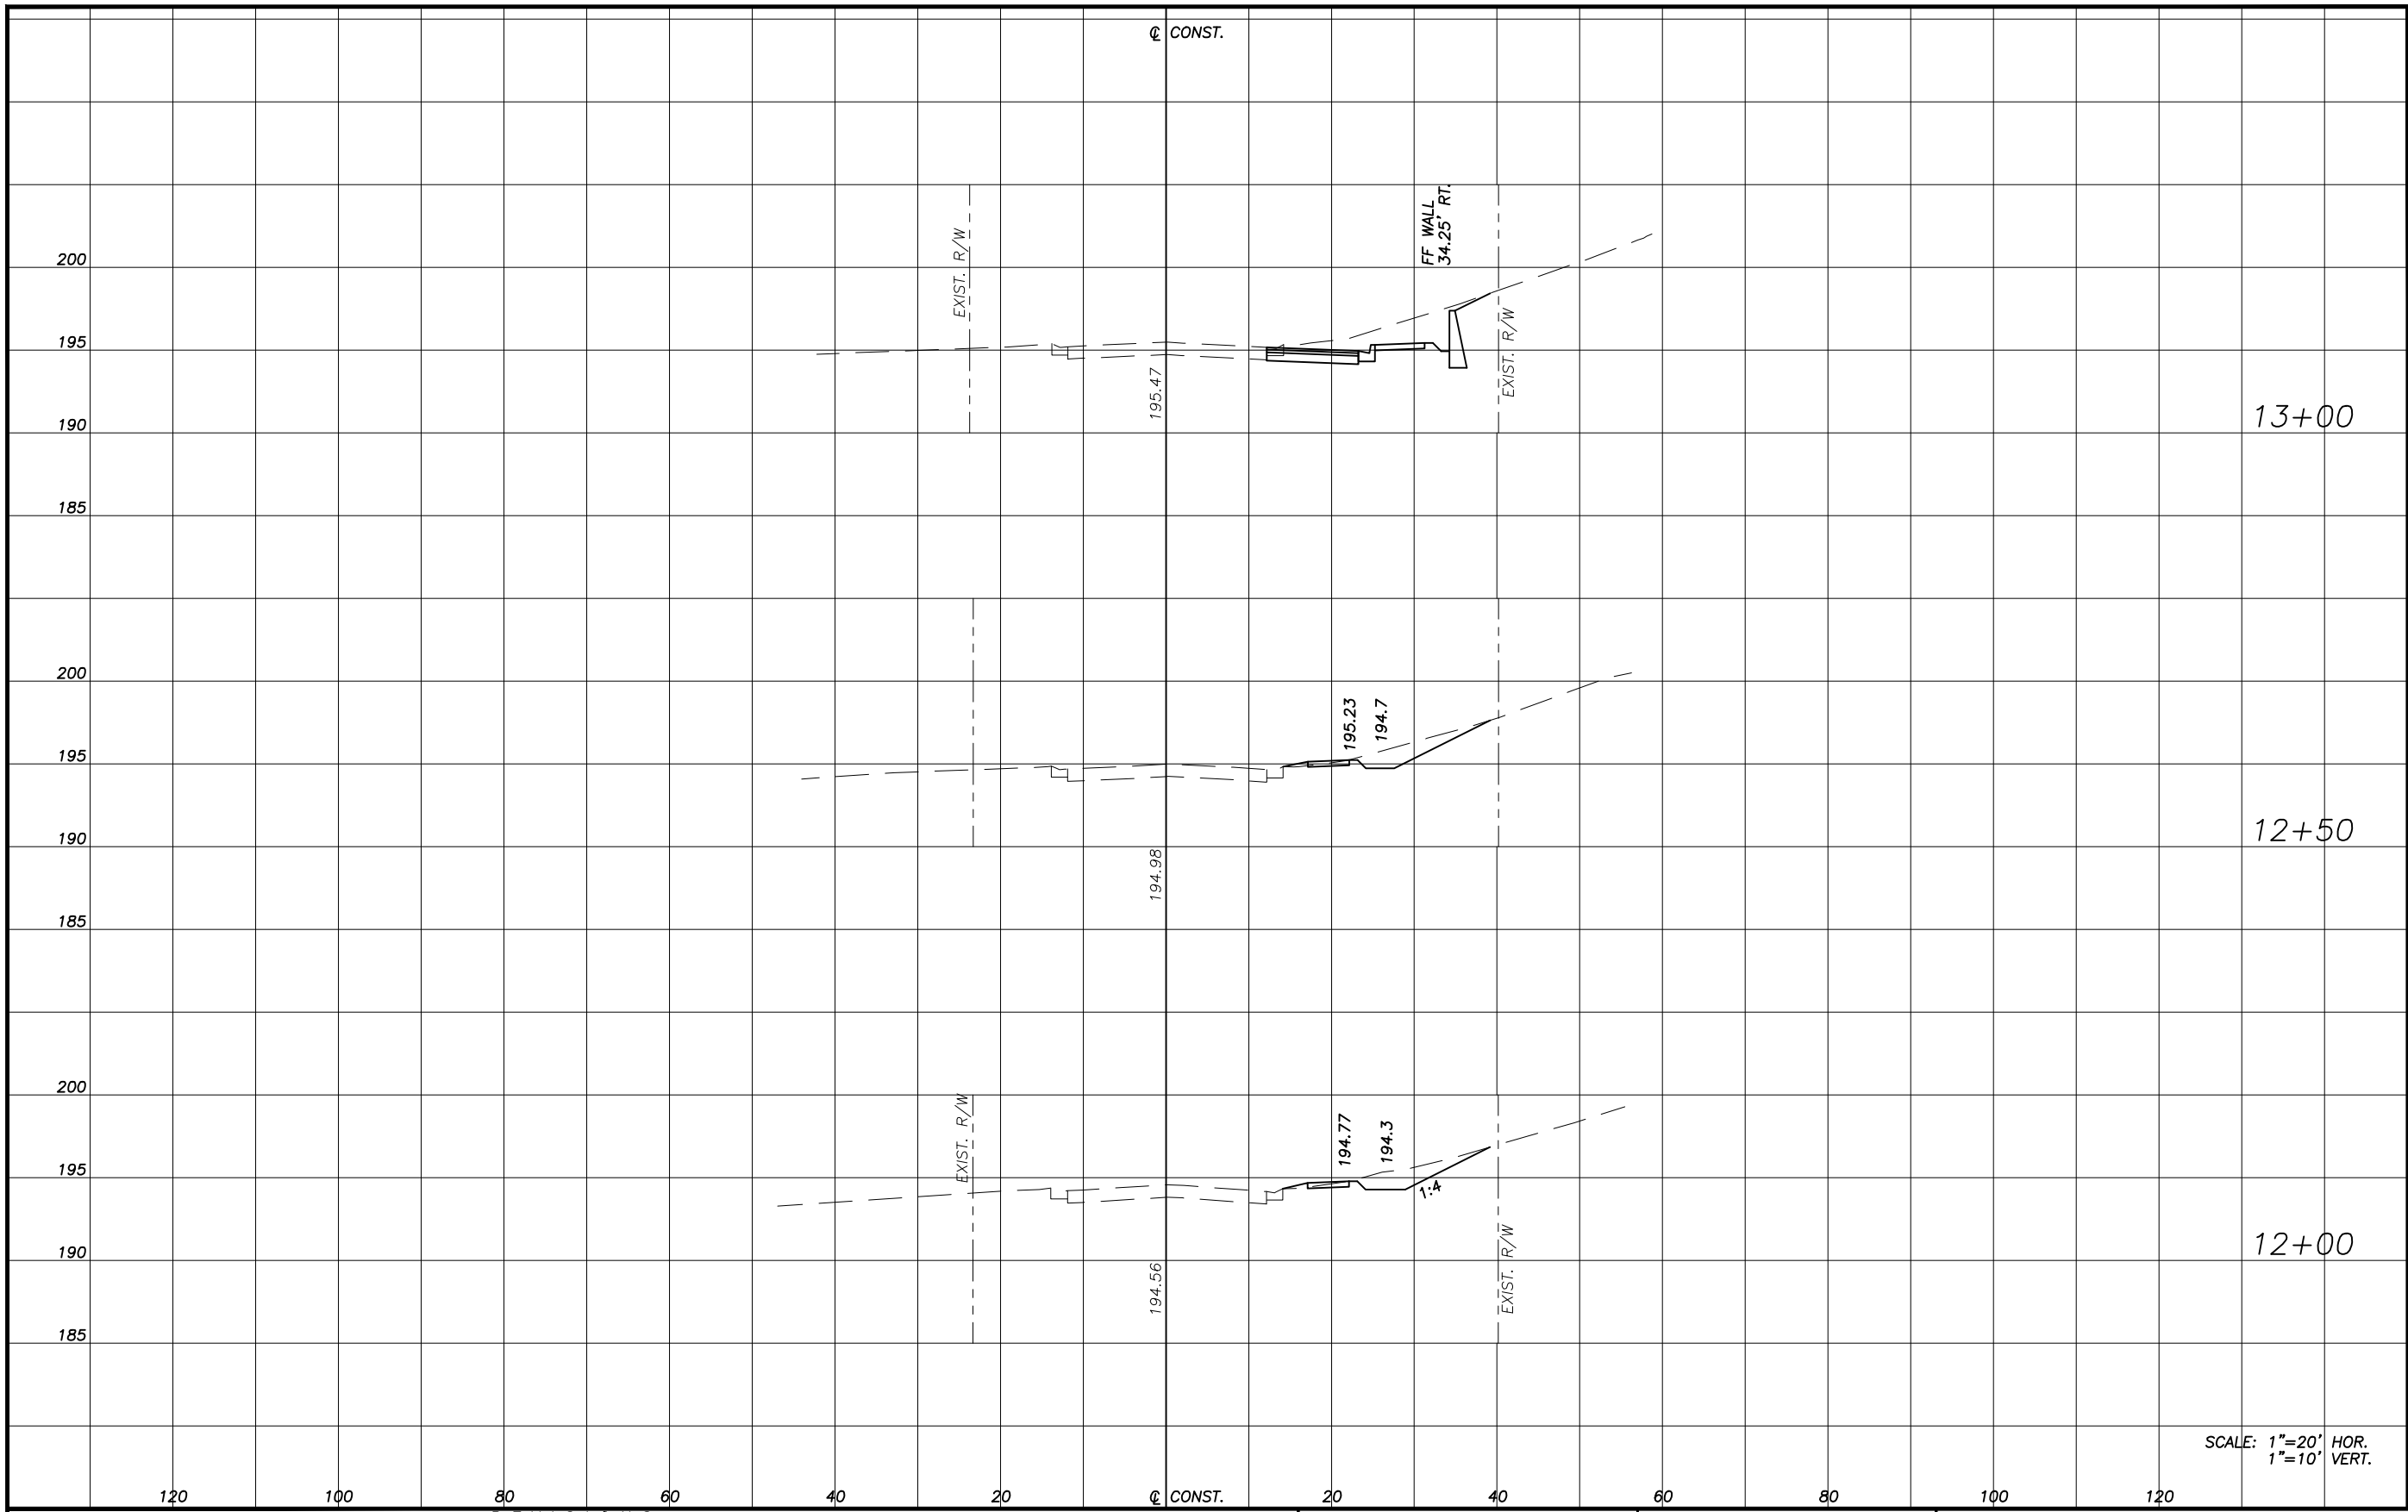 ℄ CONST.
FF WALL
34.25' RT.
EXIST. R/W
200
EXIST. R/W
195
195.47
190
13+00
185
200
195.23
194.7
195
190
12+50
194.98
185
200
EXIST. R/W
194.77
194.3
195
1:4
EXIST. R/W
190
12+00
194.56
185
SCALE: 1"=20' HOR.
1"=10' VERT.
120 100 80 60 40 20 ℄ CONST. 20 40 60 80 100 120